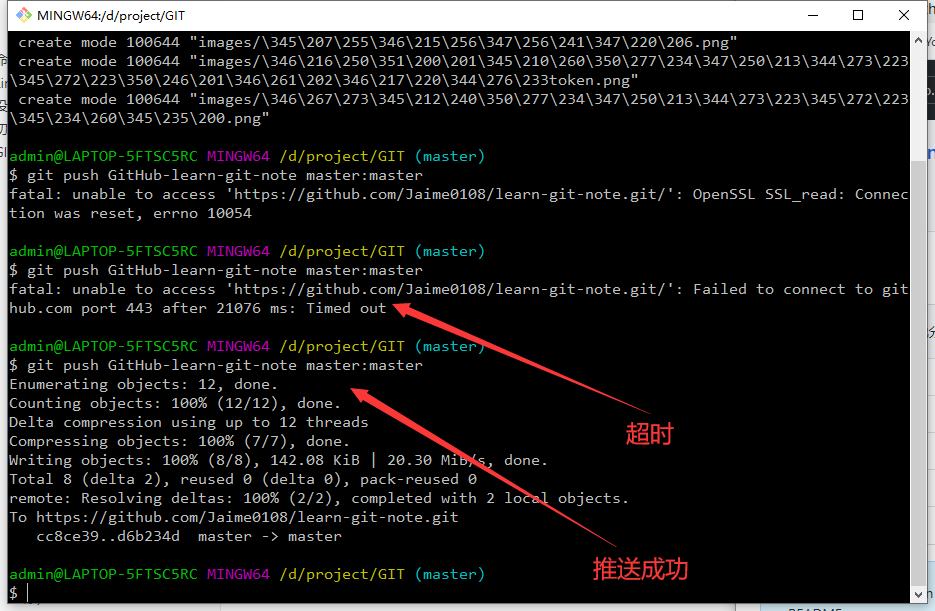 MINGW64:/d/project/GIT
create mode 100644 "images/\345\207\255\346\215\256\347\256\241\347\220\206.png"
create mode 100644 "images/\346\216\250\351\200\201\345\210\260\350\277\234\347\250\213\344\273\223
\345\272\223\350\246\201\346\261\202\346\217\220\344\276\233token.png"
create mode 100644 "images/\346\267\273\345\212\240\350\277\234\347\250\213\344\273\223\345\272\223
\345\234\260\345\235\200.png"
admin@LAPTOP-5FTSC5RC MINGW64 /d/project/GIT (master)
$ git push GitHub-learn-git-note master:master
fatal: unable to access 'https://github.com/Jaime0108/learn-git-note.git/': OpenSSL SSL_read: Connec
tion was reset, errno 10054
admin@LAPTOP-5FTSC5RC MINGW64 /d/project/GIT (master)
$ git push GitHub-learn-git-note master:master
fatal: unable to access 'https://github.com/Jaime0108/learn-git-note.git/': Failed to connect to git
hub.com port 443 after 21076 ms: Timed out
admin@LAPTOP-5FTSC5RC MINGW64 /d/project/GIT (master)
$ git push GitHub-learn-git-note master:master
Enumerating objects: 12, done.
Counting objects: 100% (12/12), done.
Delta compression using up to 12 threads
超时
Compressing objects: 100% (7/7), done.
Writing objects: 100% (8/8), 142.08 KiB | 20.30 MiB/s, done.
Total 8 (delta 2), reused 0 (delta 0), pack-reused 0
remote: Resolving deltas: 100% (2/2), completed with 2 local objects.
To https://github.com/Jaime0108/learn-git-note.git
cc8ce39..d6b234d master -> master
推送成功
admin@LAPTOP-5FTSC5RC MINGW64 /d/project/GIT (master)
$